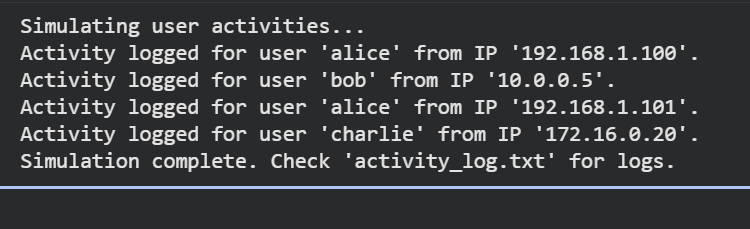 Simulating user activities...
Activity logged for user 'alice' from IP '192.168.1.100'.
Activity logged for user 'bob' from IP '10.0.0.5'.
Activity logged for user 'alice' from IP '192.168.1.101'.
Activity logged for user 'charlie' from IP '172.16.0.20'.
Simulation complete. Check 'activity_log.txt' for logs.